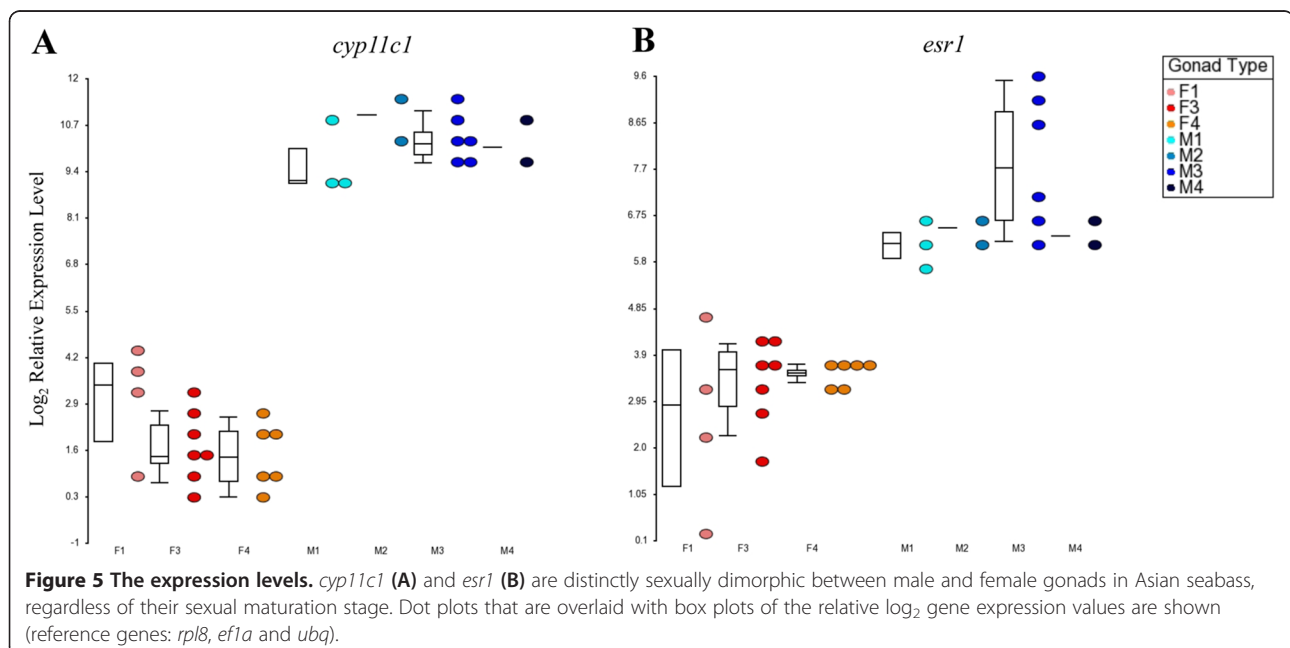 A
cyp11c1
B
esr1
Gonad Type
F1
F3
F4
M1
M2
M3
M4
Log2 Relative Expression Level
12
10.7
9.4
8.1
6.8
5.5
4.2
2.9
1.6
0.3
-1
F1 F3 F4 M1 M2 M3 M4
9.6
8.65
7.7
6.75
5.8
4.85
3.9
2.95
2.0
1.05
0.1
F1 F3 F4 M1 M2 M3 M4
Figure 5 The expression levels. cyp11c1 (A) and esr1 (B) are distinctly sexually dimorphic between male and female gonads in Asian seabass,
regardless of their sexual maturation stage. Dot plots that are overlaid with box plots of the relative log2 gene expression values are shown
(reference genes: rpl8, ef1a and ubq).